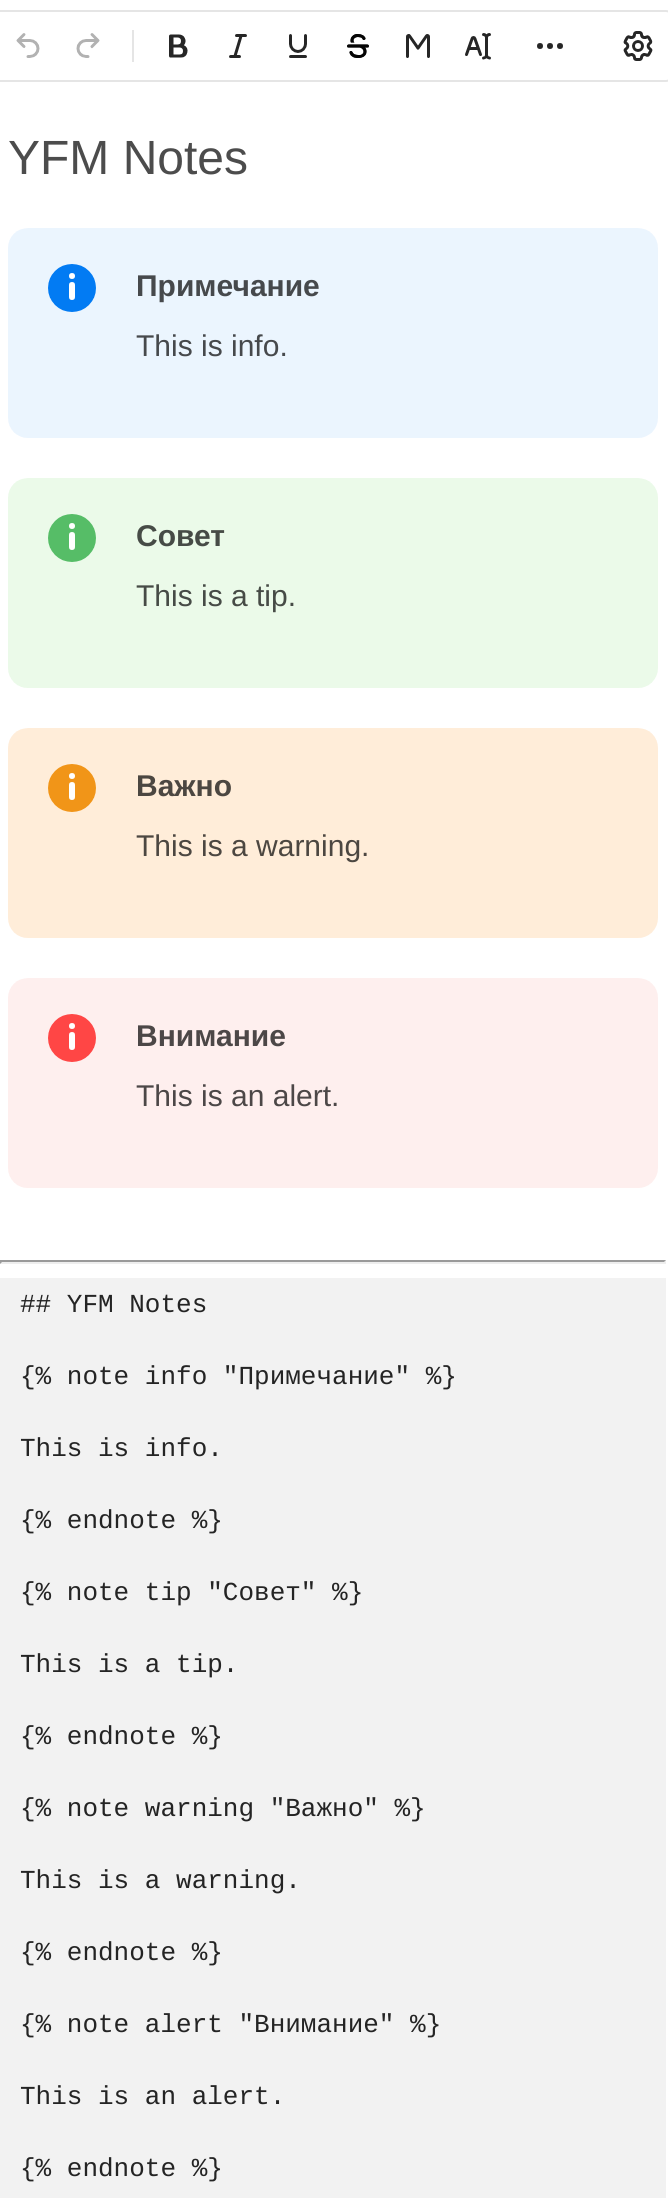 YFM Notes
Примечание
This is info.
Совет
This is a tip.
Важно
This is a warning.
Внимание
This is an alert.
## YFM Notes
{% note info "Примечание" %}
This is info.
{% endnote %}
{% note tip "Совет" %}
This is a tip.
{% endnote %}
{% note warning "Важно" %}
This is a warning.
{% endnote %}
{% note alert "Внимание" %}
This is an alert.
{% endnote %}